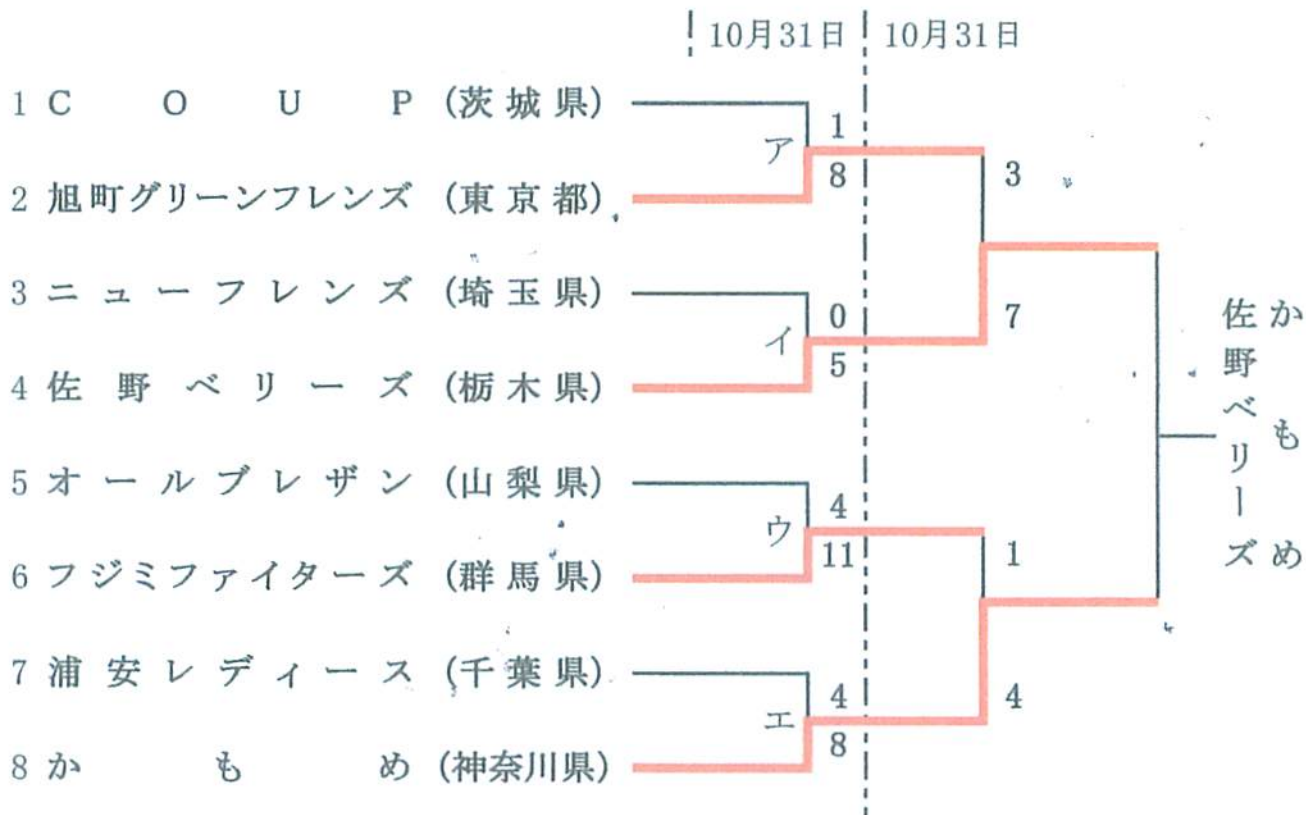 10月31日 10月31日
1 COUP (茨城県)
2 旭町グリーンフレンズ (東京都)
3 ニューフレンズ (埼玉県)
4 佐野ベリーズ (栃木県)
5 オールブレザン (山梨県)
6 フジミファイターズ (群馬県)
7 浦安レディース (千葉県)
8 かもめ (神奈川県)
ア
1
8
イ
0
5
ウ
4
11
エ
4
8
3
7
1
4
かもめ
佐野ベリーズ